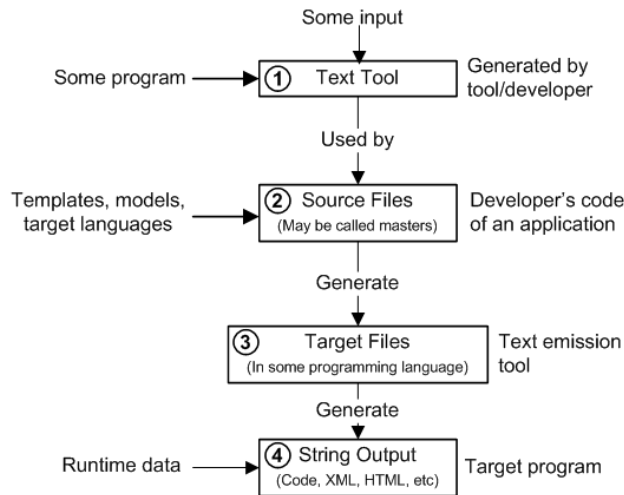 Some input
Some program
1 Text Tool
Generated by
tool/developer
Used by
Templates, models,
target languages
2 Source Files
(May be called masters)
Developer's code
of an application
Generate
3 Target Files
(In some programming language)
Text emission
tool
Generate
Runtime data
4 String Output
(Code, XML, HTML, etc)
Target program